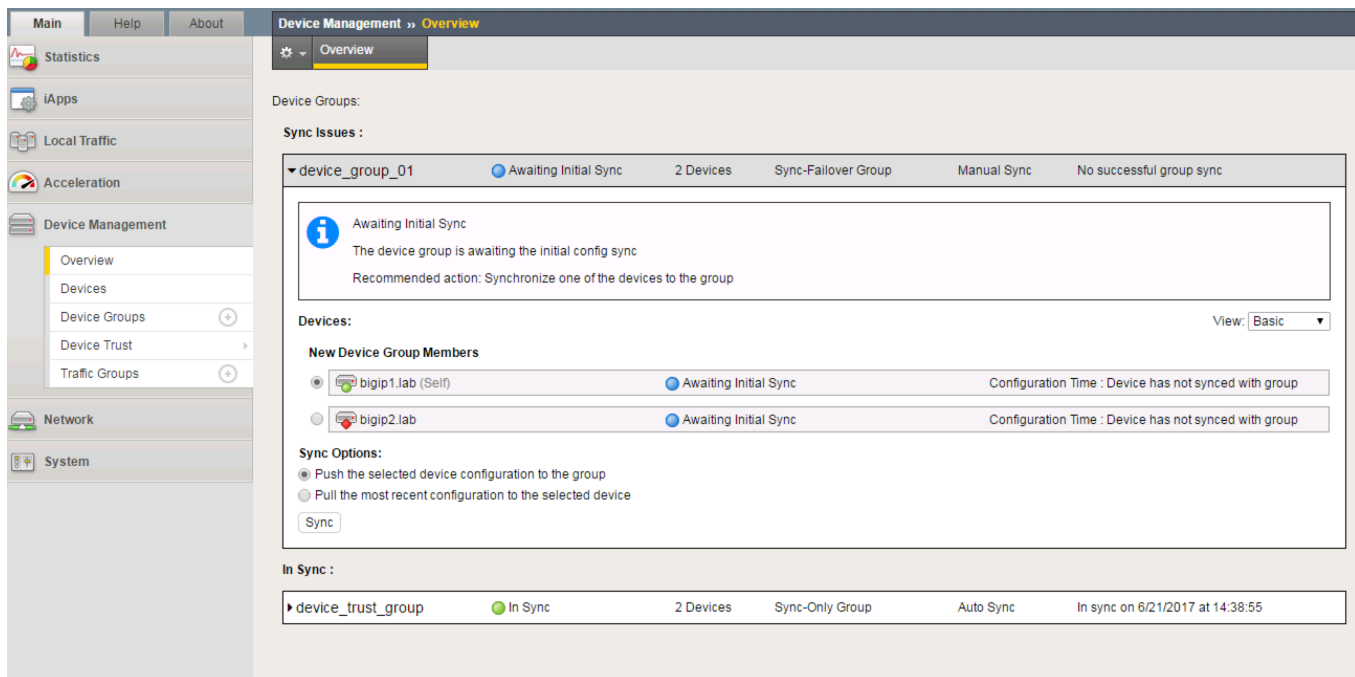 Main Help About
Device Management ›› Overview
Overview
Statistics
iApps
Local Traffic
Acceleration
Device Management
Overview
Devices
Device Groups
Device Trust
Traffic Groups
Network
System
Device Groups:
Sync Issues :
device_group_01 Awaiting Initial Sync 2 Devices Sync-Failover Group Manual Sync No successful group sync
Awaiting Initial Sync
The device group is awaiting the initial config sync
Recommended action: Synchronize one of the devices to the group
Devices: View: Basic
New Device Group Members
bigip1.lab (Self) Awaiting Initial Sync Configuration Time : Device has not synced with group
bigip2.lab Awaiting Initial Sync Configuration Time : Device has not synced with group
Sync Options:
Push the selected device configuration to the group
Pull the most recent configuration to the selected device
Sync
In Sync :
device_trust_group In Sync 2 Devices Sync-Only Group Auto Sync In sync on 6/21/2017 at 14:38:55